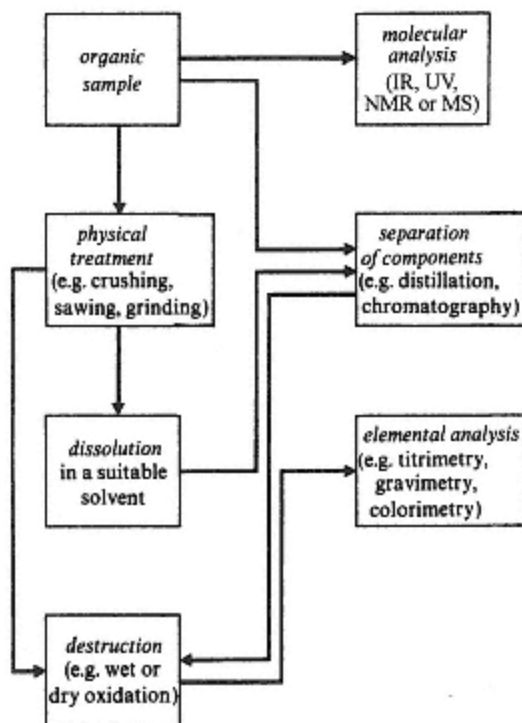 organic
sample
molecular
analysis
(IR, UV,
NMR or MS)
physical
treatment
(e.g. crushing,
sawing, grinding)
separation
of components
(e.g. distillation,
chromatography)
dissolution
in a suitable
solvent
elemental analysis
(e.g. titrimetry,
gravimetry,
colorimetry)
destruction
(e.g. wet or
dry oxidation)